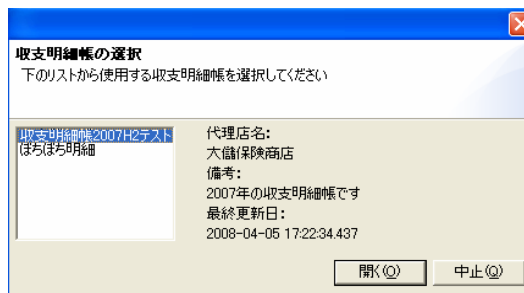 収支明細帳の選択
下のリストから使用する収支明細帳を選択してください
収支明細帳2007H2テスト
ぼちぼち明細
代理店名：
大儲保険商店
備考：
2007年の収支明細帳です
最終更新日：
2008-04-05 17:22:34.437
開く(O)
中止(Q)